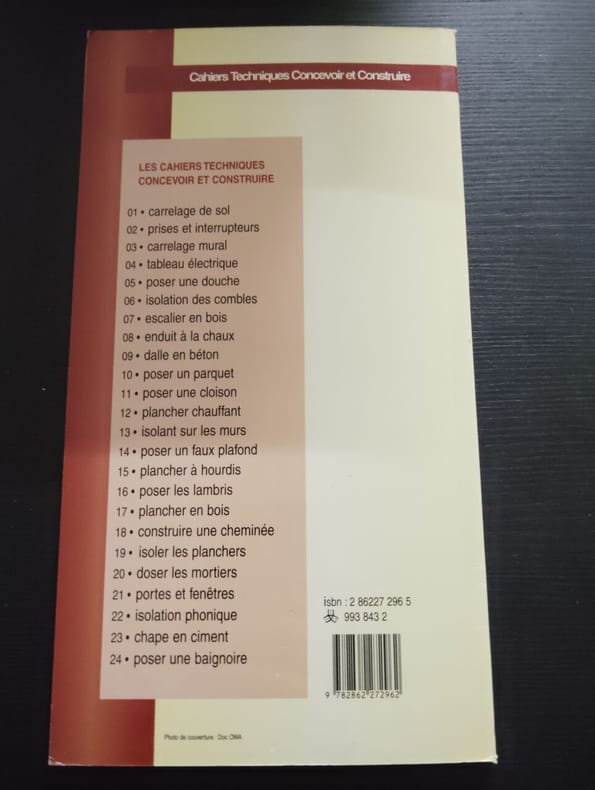 Cahiers Techniques Concevoir et Construire
LES CAHIERS TECHNIQUES
CONCEVOIR ET CONSTRUIRE
01 • carrelage de sol
02 • prises et interrupteurs
03 • carrelage mural
04 • tableau électrique
05 • poser une douche
06 • isolation des combles
07 • escalier en bois
08 • enduit à la chaux
09 • dalle en béton
10 • poser un parquet
11 • poser une cloison
12 • plancher chauffant
13 • isolant sur les murs
14 • poser un faux plafond
15 • plancher à hourdis
16 • poser les lambris
17 • plancher en bois
18 • construire une cheminée
19 • isoler les planchers
20 • doser les mortiers
21 • portes et fenêtres
22 • isolation phonique
23 • chape en ciment
24 • poser une baignoire
isbn : 2 86227 296 5
993 843 2
9 782862 272962
Photo de couverture : Doc OWA